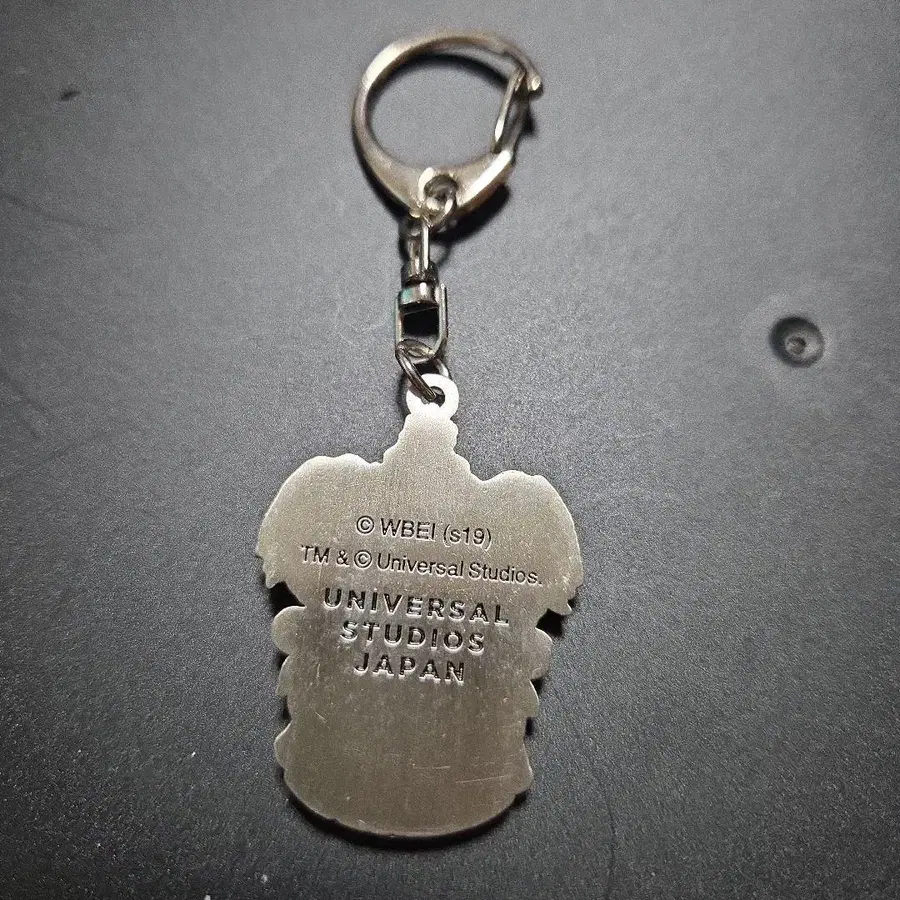 © WBEI (s19)
TM & © Universal Studios.
UNIVERSAL
STUDIOS
JAPAN